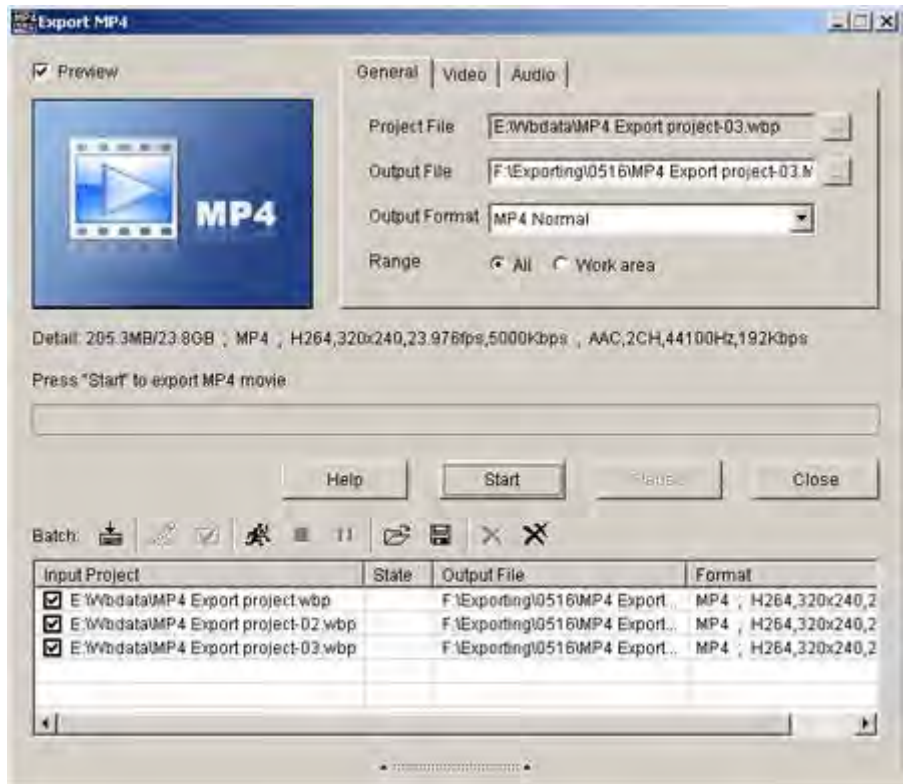 Export MP4
Preview
General Video Audio
MP4
Project File E:\Wbdata\MP4 Export project-03.wbp ...
Output File F:\Exporting\0516\MP4 Export project-03.M ...
Output Format MP4 Normal
Range All Work area
Detail: 205.3MB/23.8GB ; MP4 , H264,320x240,23.976fps,5000Kbps , AAC,2CH,44100Hz,192Kbps
Press "Start" to export MP4 movie
Help Start Pause Close
Batch:
Input Project State Output File Format
E:\Wbdata\MP4 Export project.wbp F:\Exporting\0516\MP4 Export... MP4 ; H264,320x240,2
E:\Wbdata\MP4 Export project-02.wbp F:\Exporting\0516\MP4 Export... MP4 ; H264,320x240,2
E:\Wbdata\MP4 Export project-03.wbp F:\Exporting\0516\MP4 Export... MP4 ; H264,320x240,2